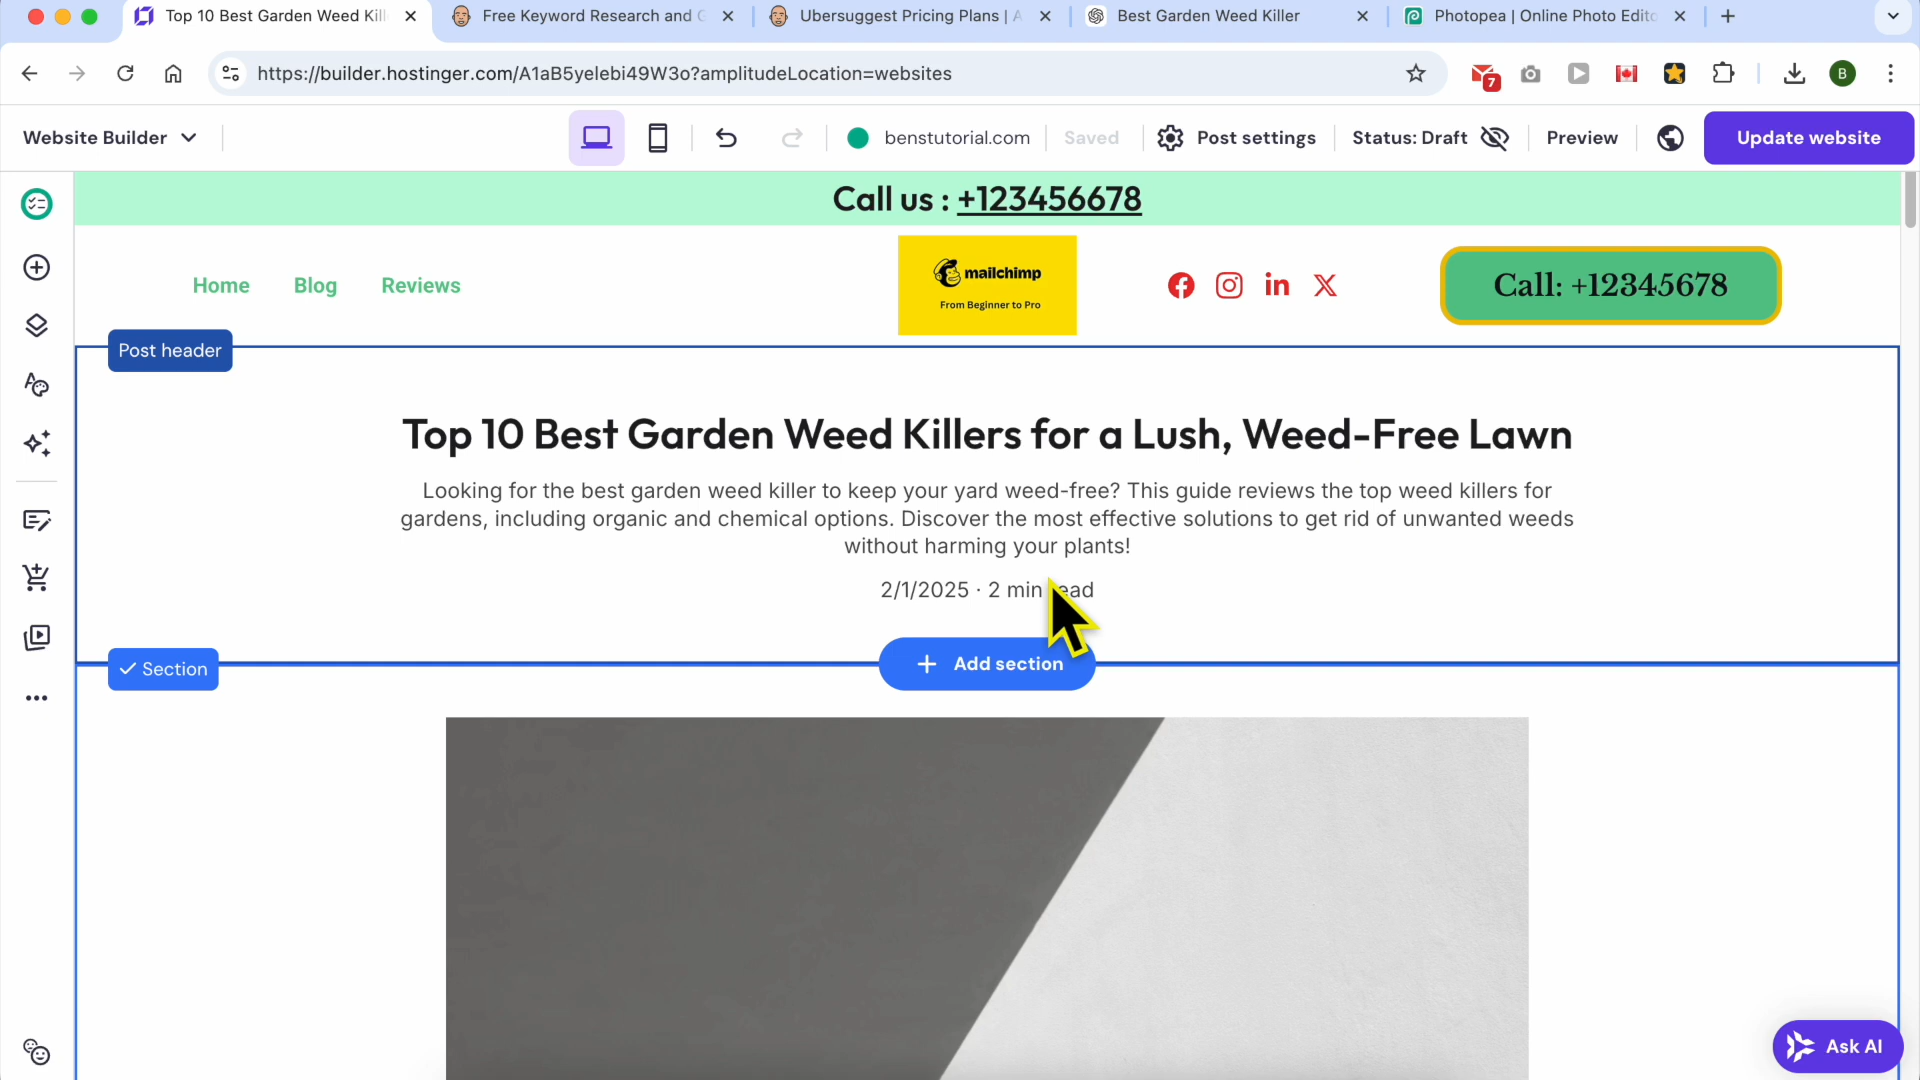 Top 10 Best Garden Weed Kill
Free Keyword Research and G
Ubersuggest Pricing Plans | A
Best Garden Weed Killer
Photopea | Online Photo Edito
https://builder.hostinger.com/A1aB5yelebi49W3o?amplitudeLocation=websites
7
B
Website Builder
benstutorial.com
Saved
Post settings
Status: Draft
Preview
Update website
Call us : +123456678
Home
Blog
Reviews
mailchimp
From Beginner to Pro
Call: +12345678
Post header
Top 10 Best Garden Weed Killers for a Lush, Weed-Free Lawn
Looking for the best garden weed killer to keep your yard weed-free? This guide reviews the top weed killers for
gardens, including organic and chemical options. Discover the most effective solutions to get rid of unwanted weeds
without harming your plants!
2/1/2025 · 2 min read
Section
Add section
Ask AI